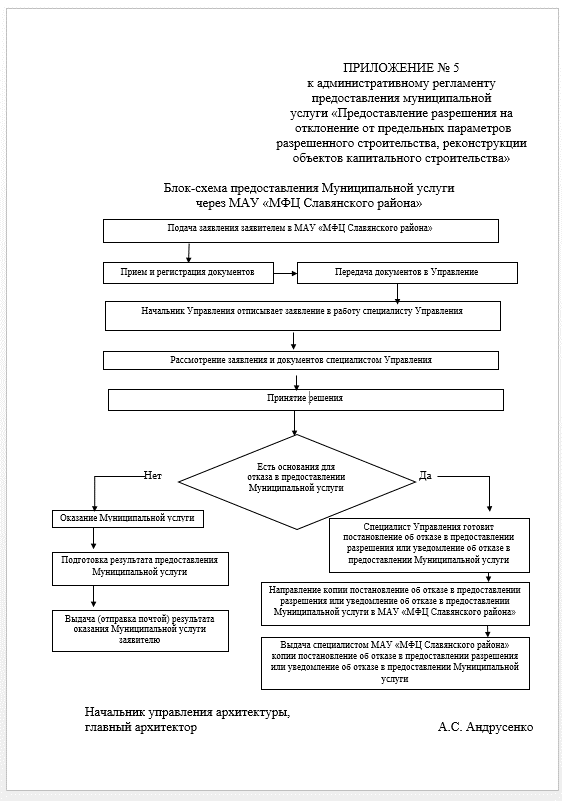 ПРИЛОЖЕНИЕ № 5
к административному регламенту
предоставления муниципальной
услуги «Предоставление разрешения на
отклонение от предельных параметров
разрешенного строительства, реконструкции
объектов капитального строительства»
Блок-схема предоставления Муниципальной услуги
через МАУ «МФЦ Славянского района»
Подача заявления заявителем в МАУ «МФЦ Славянского района»
Прием и регистрация документов
Передача документов в Управление
Начальник Управления отписывает заявление в работу специалисту Управления
Рассмотрение заявления и документов специалистом Управления
Принятие решения
Есть основания для
отказа в предоставлении
Муниципальной услуги
Нет
Да
Оказание Муниципальной услуги
Подготовка результата предоставления
Муниципальной услуги
Выдача (отправка почтой) результата
оказания Муниципальной услуги
заявителю
Специалист Управления готовит
постановление об отказе в предоставлении
разрешения или уведомление об отказе в
предоставлении Муниципальной услуги
Направление копии постановление об отказе в предоставлении
разрешения или уведомление об отказе в предоставлении
Муниципальной услуги в МАУ «МФЦ Славянского района»
Выдача специалистом МАУ «МФЦ Славянского района»
копии постановление об отказе в предоставлении разрешения
или уведомление об отказе в предоставлении Муниципальной
услуги
Начальник управления архитектуры,
главный архитектор
А.С. Андрусенко